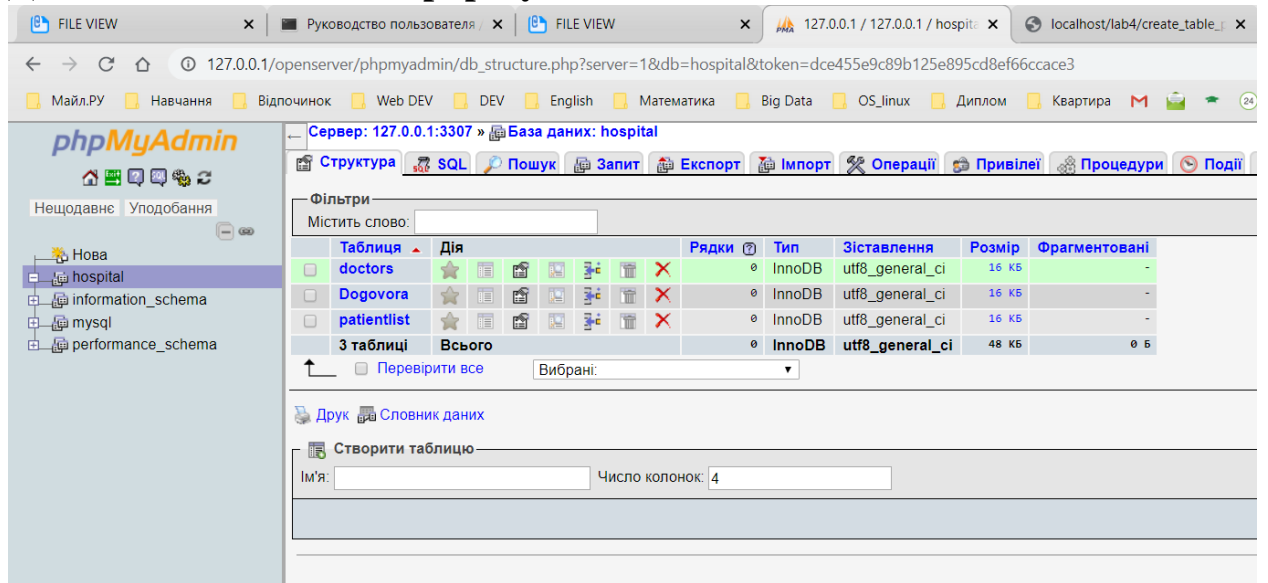 FILE VIEW Руководство пользователя / FILE VIEW 127.0.0.1 / 127.0.0.1 / hospita localhost/lab4/create_table_p
127.0.0.1/openserver/phpmyadmin/db_structure.php?server=1&db=hospital&token=dce455e9c89b125e895cd8ef66ccace3
Майл.РУ Навчання Відпочинок Web DEV DEV English Математика Big Data OS_linux Диплом Квартира 24
phpMyAdmin
Нещодавнє Уподобання
Нова
hospital
information_schema
mysql
performance_schema
Сервер: 127.0.0.1:3307 » База даних: hospital
Структура SQL Пошук Запит Експорт Імпорт Операції Привілеї Процедури Події
Фільтри
Містить слово:
Таблиця Дія Рядки Тип Зіставлення Розмір Фрагментовані
doctors 0 InnoDB utf8_general_ci 16 КБ -
Dogovora 0 InnoDB utf8_general_ci 16 КБ -
patientlist 0 InnoDB utf8_general_ci 16 КБ -
3 таблиці Всього 0 InnoDB utf8_general_ci 48 КБ 0 Б
Перевірити все Вибрані:
Друк Словник даних
Створити таблицю
Ім'я: Число колонок: 4